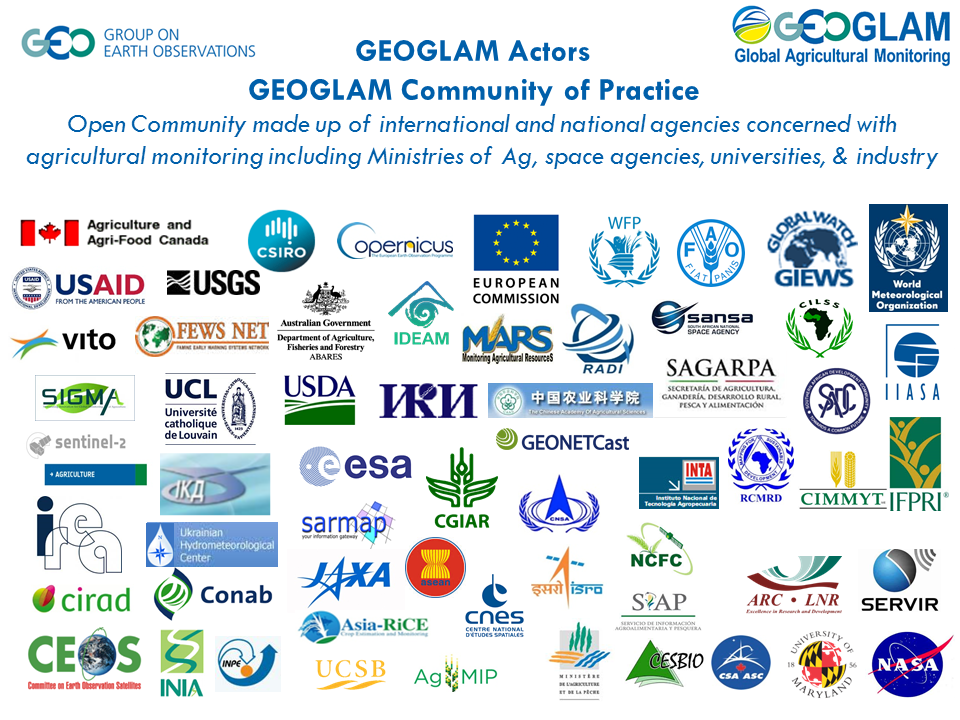 GEO GROUP ON
EARTH OBSERVATIONS
GEOGLAM
Global Agricultural Monitoring
GEOGLAM Actors
GEOGLAM Community of Practice
Open Community made up of international and national agencies concerned with
agricultural monitoring including Ministries of Ag, space agencies, universities, & industry
Agriculture and
Agri-Food Canada
CSIRO
Copernicus
The European Earth Observation Programme
EUROPEAN
COMMISSION
WFP
FAO
FIAT PANIS
GLOBAL WATCH
GIEWS
World
Meteorological
Organization
USAID
FROM THE AMERICAN PEOPLE
USGS
Australian Government
Department of Agriculture,
Fisheries and Forestry
ABARES
IDEAM
MARS
Monitoring Agricultural ResourceS
RADI
sansa
SOUTH AFRICAN NATIONAL
SPACE AGENCY
CILSS
IIASA
vito
FEWS NET
FAMINE EARLY WARNING SYSTEMS NETWORK
SIGMA
UCL
Université
catholique
de Louvain
USDA
ИКИ
中国农业科学院
The Chinese Academy Of Agricultural Sciences
SAGARPA
SECRETARÍA DE AGRICULTURA,
GANADERÍA, DESARROLLO RURAL,
PESCA Y ALIMENTACIÓN
SADC
sentinel-2
+ AGRICULTURE
ІКД
esa
CGIAR
GEONETCast
CNSA
INTA
Instituto Nacional de
Tecnología Agropecuaria
RCMRD
CIMMYT
IFPRI®
irea
Ukrainian
Hydrometeorological
Center
sarmap
your information gateway
NCFC
cirad
Conab
JAXA
asean
cnes
CENTRE NATIONAL
D'ÉTUDES SPATIALES
इसरो isro
SIAP
SERVICIO DE INFORMACIÓN
AGROALIMENTARIA Y PESQUERA
ARC • LNR
Excellence in Research and Development
SERVIR
CEOS
Committee on Earth Observation Satellites
INIA
INPE
Asia-RiCE
Crop Estimation and Monitoring
UCSB
AgMIP
MINISTÈRE
DE L'AGRICULTURE
ET DE LA PÊCHE
CESBIO
CSA ASC
UNIVERSITY OF
18 56
MARYLAND
NASA